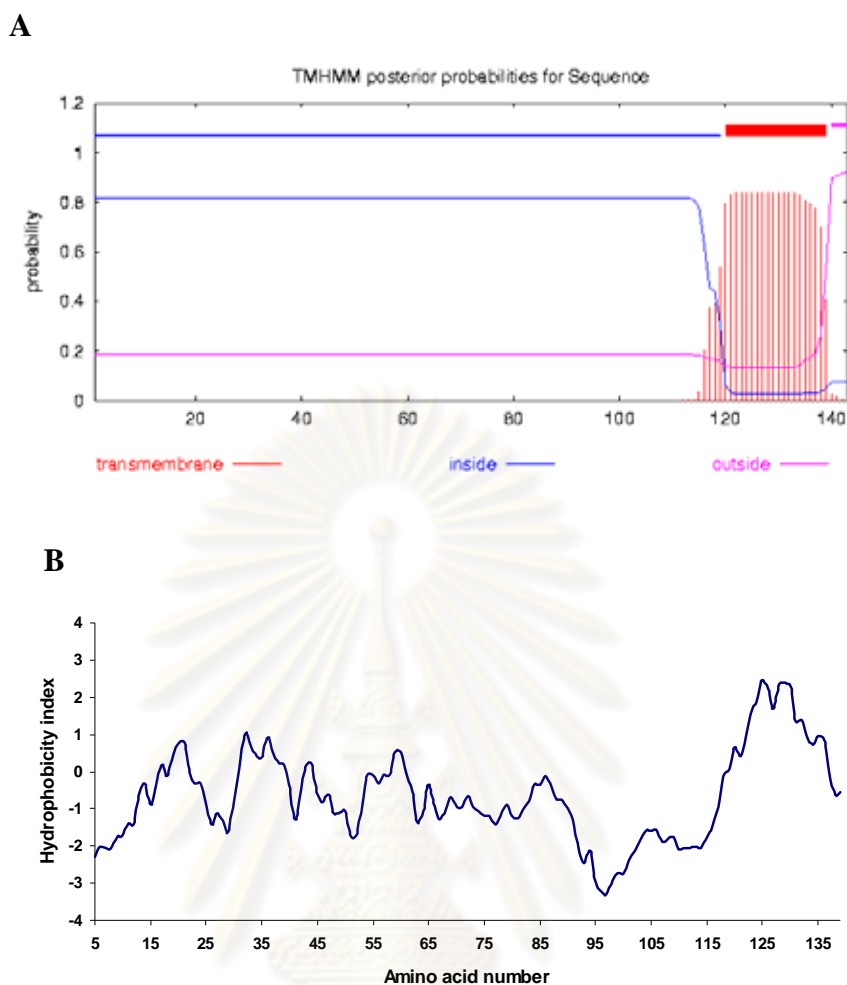 A
TMHMM posterior probabilities for Sequence
1.2
1
0.8
0.6
0.4
0.2
0
probability
20 40 60 80 100 120 140
transmembrane inside outside
B
4
3
2
1
0
-1
-2
-3
-4
Hydrophobicity index
5 15 25 35 45 55 65 75 85 95 105 115 125 135
Amino acid number